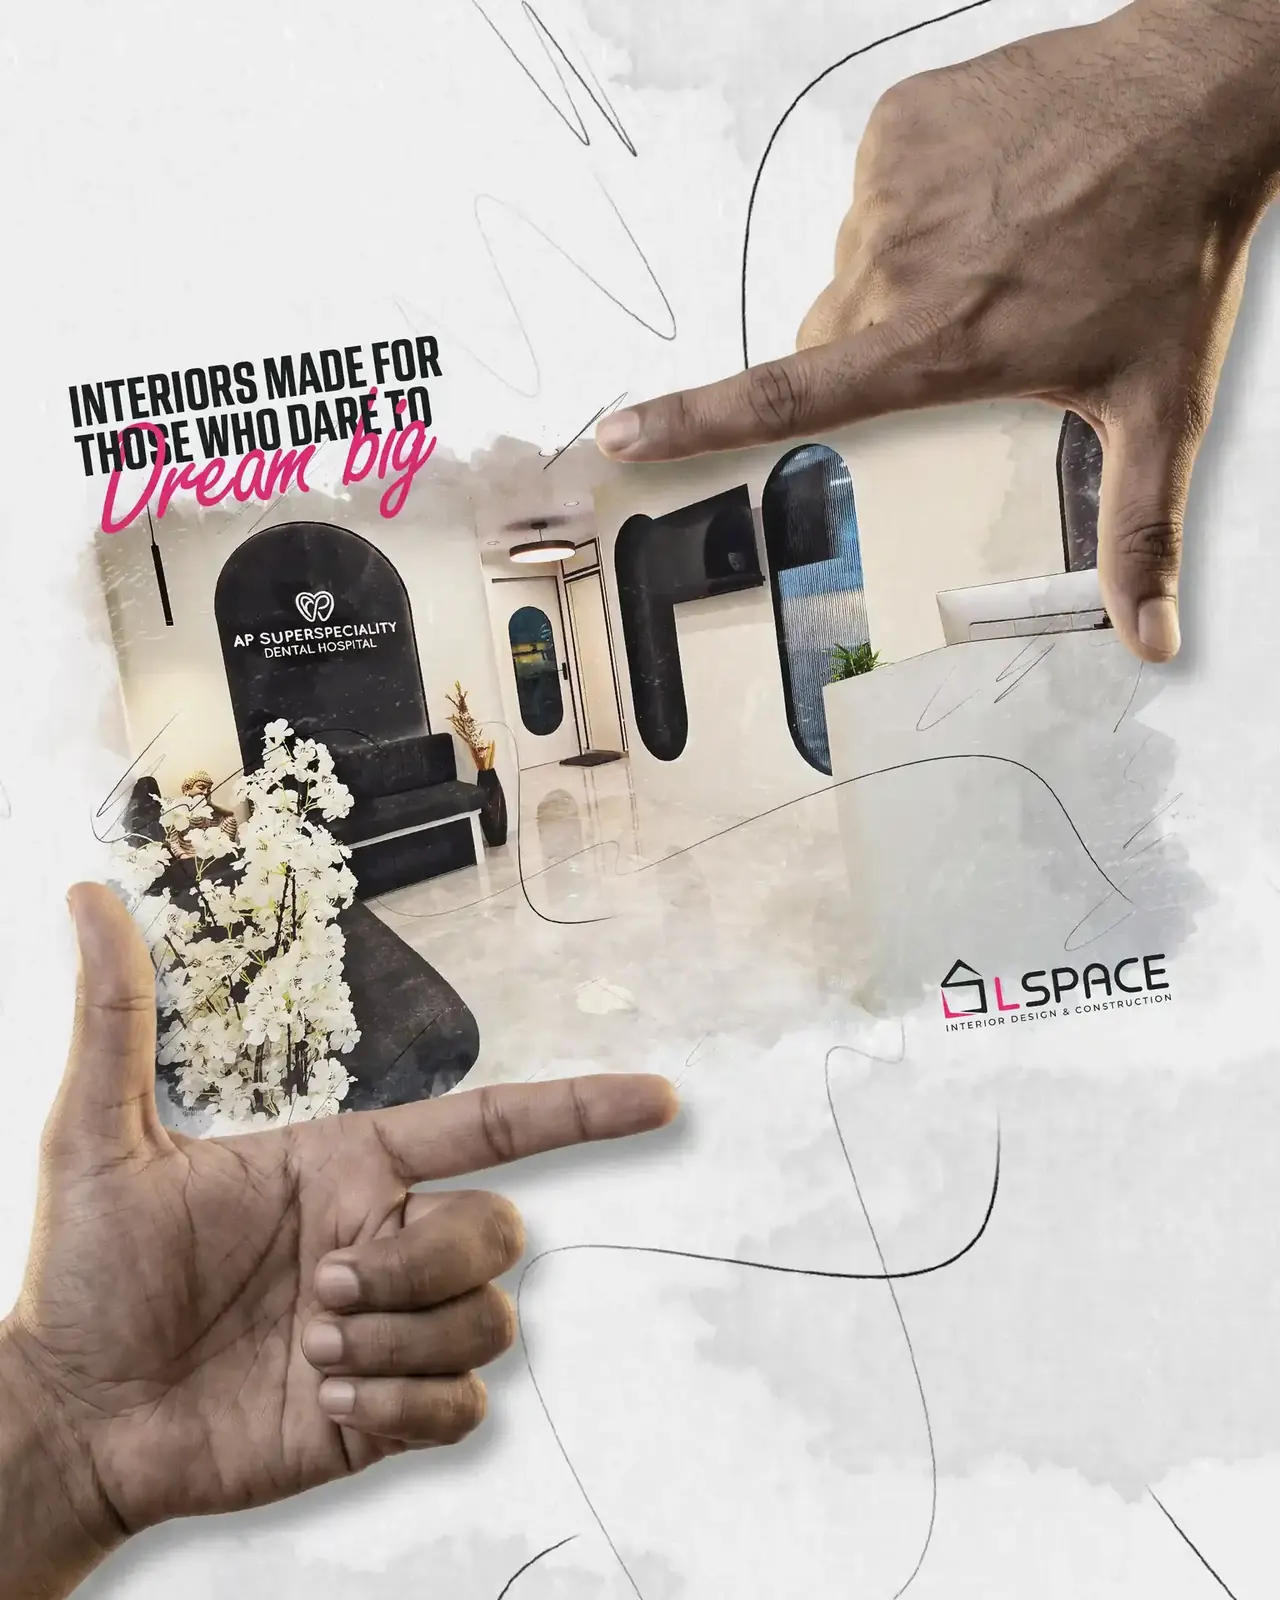 INTERIORS MADE FOR
THOSE WHO DARE TO
Dream big
AP SUPERSPECIALITY
DENTAL HOSPITAL
LSPACE
INTERIOR DESIGN & CONSTRUCTION